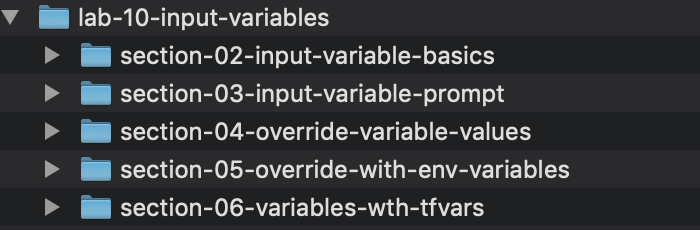 lab-10-input-variables
section-02-input-variable-basics
section-03-input-variable-prompt
section-04-override-variable-values
section-05-override-with-env-variables
section-06-variables-wth-tfvars